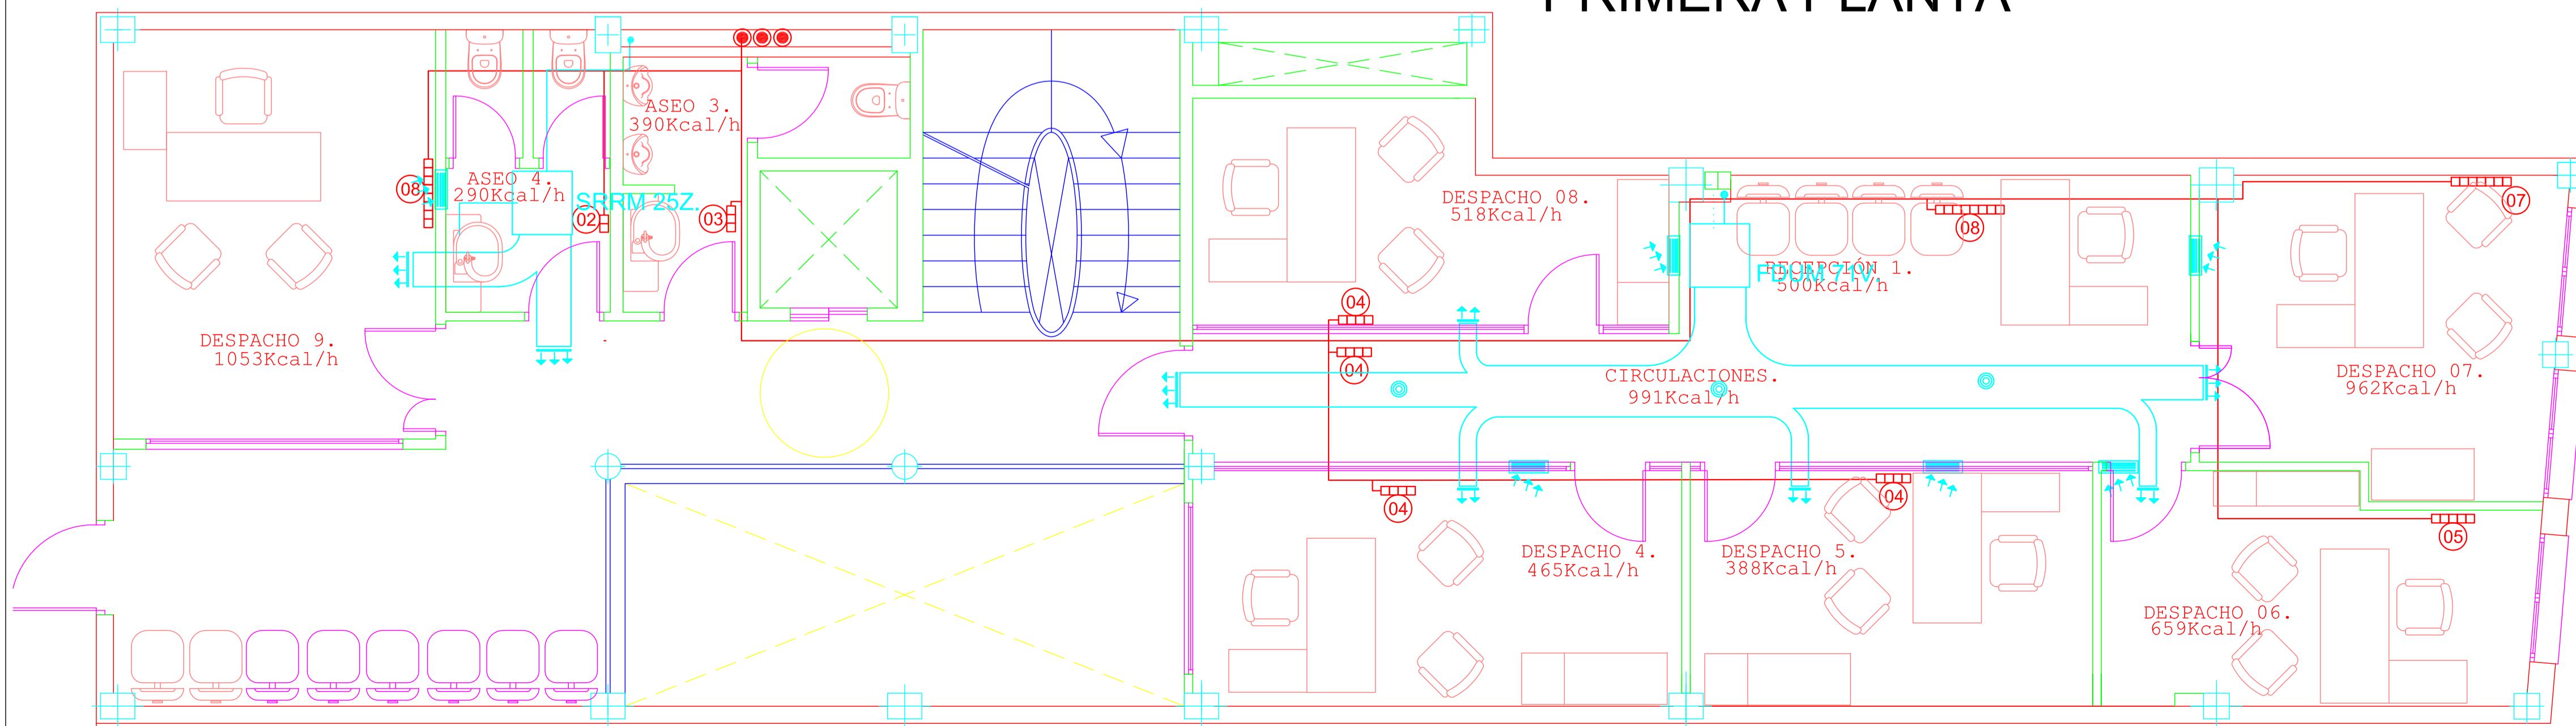 PRIMERA PLANTA
ASEO 3.
390Kcal/h
ASEO 4.
290Kcal/h
08
SRRM 25Z.
02
03
DESPACHO 08.
518Kcal/h
07
08
RECEPCIÓN 1.
FDUM 71V.
500Kcal/h
04
DESPACHO 9.
1053Kcal/h
04
CIRCULACIONES.
991Kcal/h
DESPACHO 07.
962Kcal/h
04
04
05
DESPACHO 4.
465Kcal/h
DESPACHO 5.
388Kcal/h
DESPACHO 06.
659Kcal/h